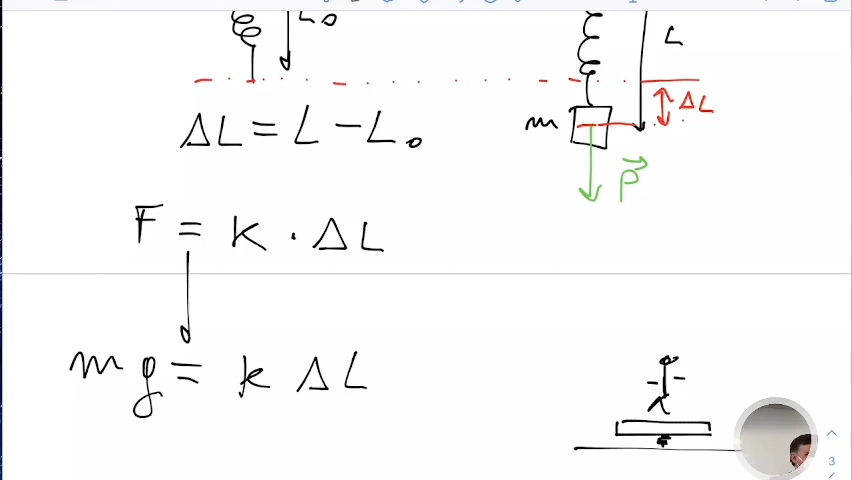 L₀
L
ΔL
m
ΔL = L - L₀
P
F = K · ΔL
mg = k ΔL
3